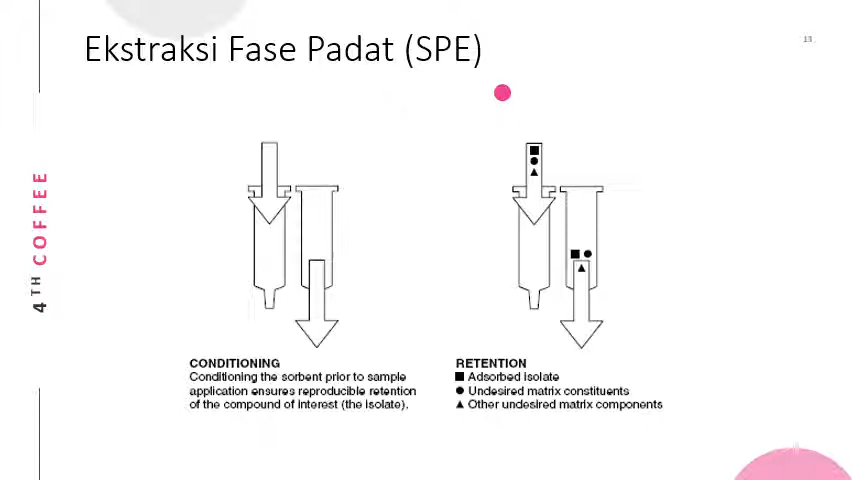 Ekstraksi Fase Padat (SPE)
13
4TH COFFEE
CONDITIONING
Conditioning the sorbent prior to sample
application ensures reproducible retention
of the compound of interest (the isolate).
RETENTION
■ Adsorbed isolate
● Undesired matrix constituents
▲ Other undesired matrix components